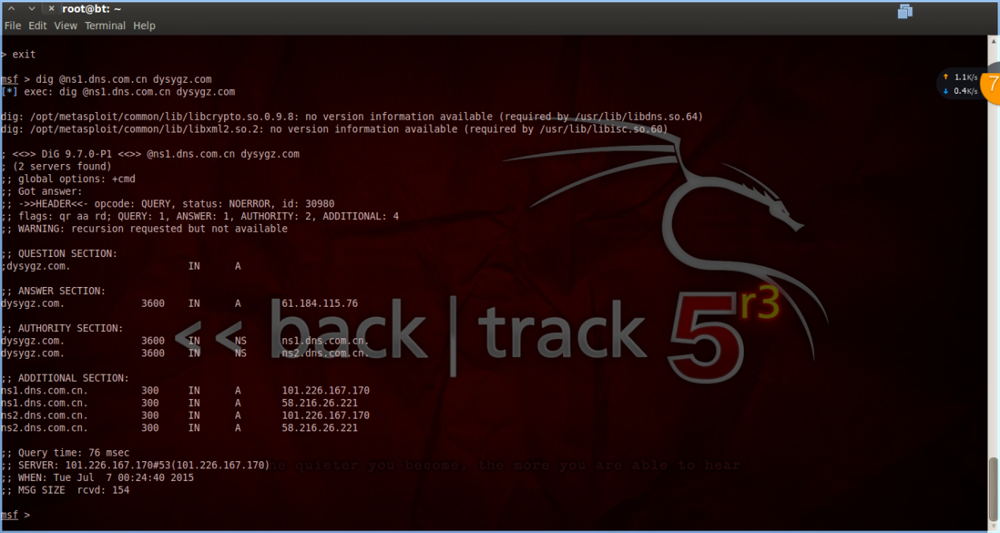 root@bt: ~
File Edit View Terminal Help
> exit
msf > dig @ns1.dns.com.cn dysygz.com
[*] exec: dig @ns1.dns.com.cn dysygz.com
dig: /opt/metasploit/common/lib/libcrypto.so.0.9.8: no version information available (required by /usr/lib/libdns.so.64)
dig: /opt/metasploit/common/lib/libxml2.so.2: no version information available (required by /usr/lib/libisc.so.60)
; <<>> DiG 9.7.0-P1 <<>> @ns1.dns.com.cn dysygz.com
; (2 servers found)
;; global options: +cmd
;; Got answer:
;; ->>HEADER<<- opcode: QUERY, status: NOERROR, id: 30980
;; flags: qr aa rd; QUERY: 1, ANSWER: 1, AUTHORITY: 2, ADDITIONAL: 4
;; WARNING: recursion requested but not available
;; QUESTION SECTION:
;dysygz.com. IN A
;; ANSWER SECTION:
dysygz.com. 3600 IN A 61.184.115.76
;; AUTHORITY SECTION:
dysygz.com. 3600 IN NS ns1.dns.com.cn.
dysygz.com. 3600 IN NS ns2.dns.com.cn.
;; ADDITIONAL SECTION:
ns1.dns.com.cn. 300 IN A 101.226.167.170
ns1.dns.com.cn. 300 IN A 58.216.26.221
ns2.dns.com.cn. 300 IN A 101.226.167.170
ns2.dns.com.cn. 300 IN A 58.216.26.221
;; Query time: 76 msec
;; SERVER: 101.226.167.170#53(101.226.167.170)
;; WHEN: Tue Jul  7 00:24:40 2015
;; MSG SIZE  rcvd: 154
msf >
1.1K/s
0.4K/s
7
<< back | track 5 r3
quieter you become, the more you are able to hear